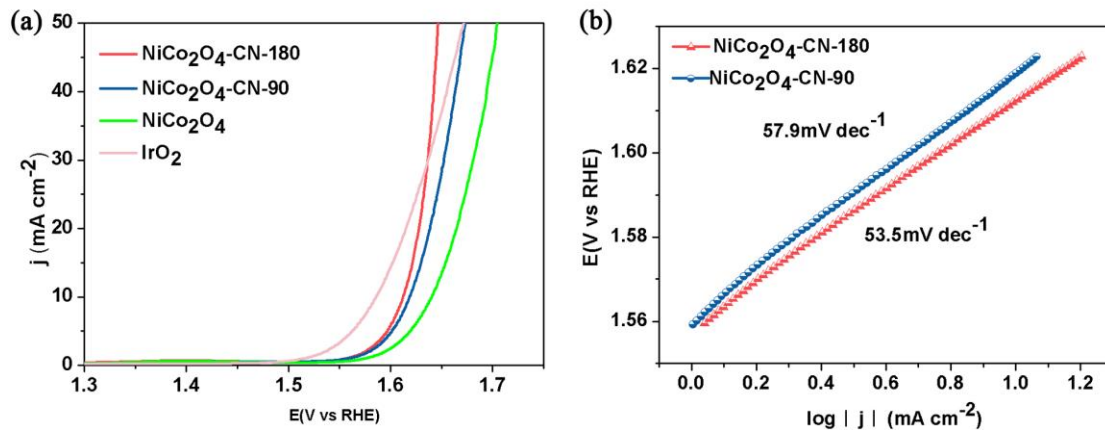 (a)
50
40
30
20
10
0
j (mA cm⁻²)
NiCo₂O₄-CN-180
NiCo₂O₄-CN-90
NiCo₂O₄
IrO₂
1.3 1.4 1.5 1.6 1.7
E(V vs RHE)
(b)
1.62
1.60
1.58
1.56
E(V vs RHE)
NiCo₂O₄-CN-180
NiCo₂O₄-CN-90
57.9mV dec⁻¹
53.5mV dec⁻¹
0.0 0.2 0.4 0.6 0.8 1.0 1.2
log | j | (mA cm⁻²)